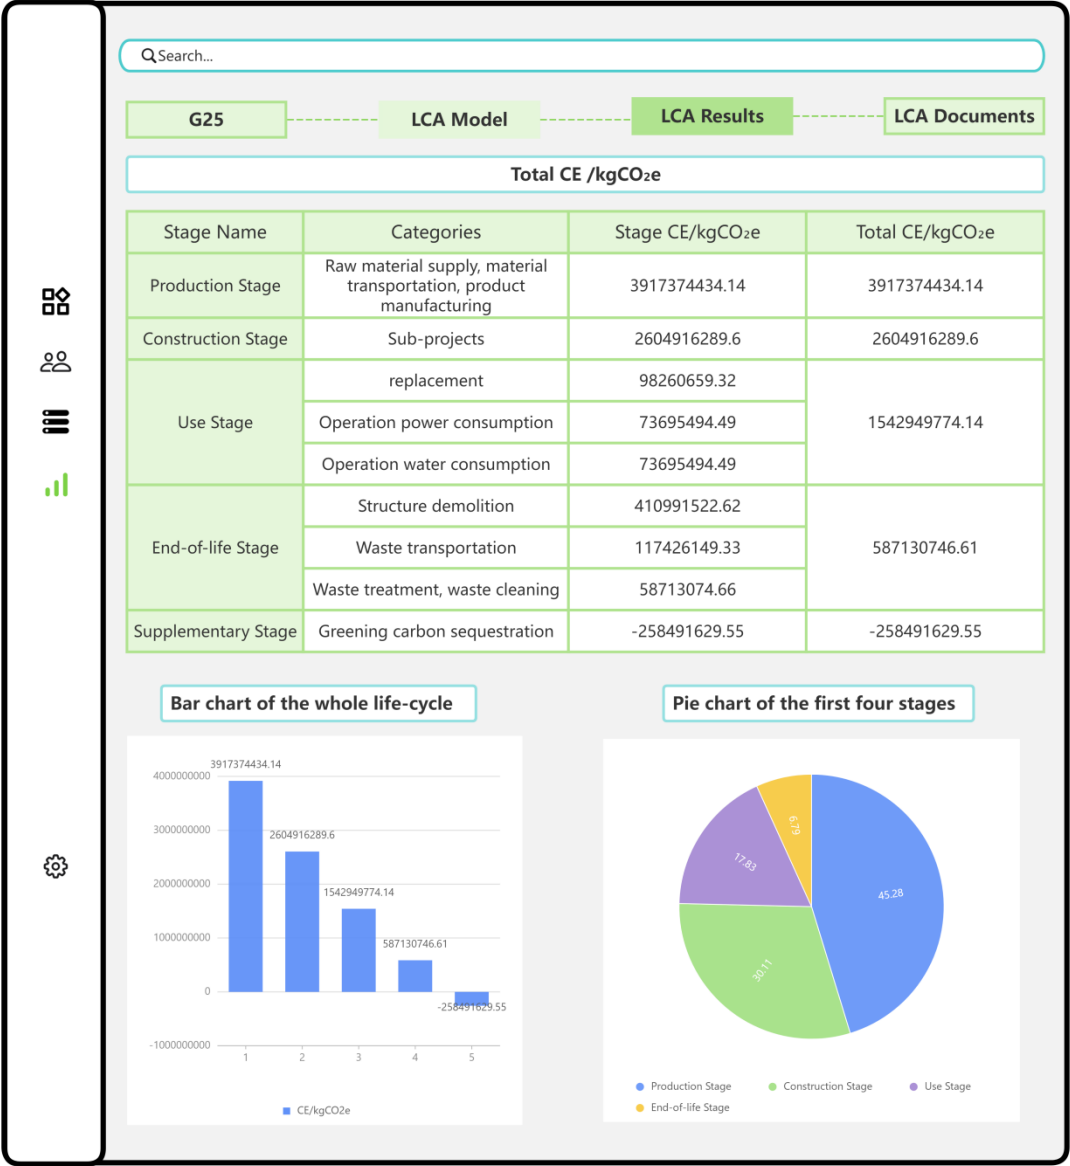 Search...
G25
LCA Model
LCA Results
LCA Documents
Total CE /kgCO₂e
Stage Name
Categories
Stage CE/kgCO₂e
Total CE/kgCO₂e
Production Stage
Raw material supply, material
transportation, product
manufacturing
3917374434.14
3917374434.14
Construction Stage
Sub-projects
2604916289.6
2604916289.6
Use Stage
replacement
98260659.32
1542949774.14
Operation power consumption
73695494.49
Operation water consumption
73695494.49
End-of-life Stage
Structure demolition
410991522.62
587130746.61
Waste transportation
117426149.33
Waste treatment, waste cleaning
58713074.66
Supplementary Stage
Greening carbon sequestration
-258491629.55
-258491629.55
Bar chart of the whole life-cycle
3917374434.14
4000000000
3000000000
2604916289.6
2000000000
1542949774.14
1000000000
587130746.61
0
-258491629.55
-1000000000
1
2
3
4
5
CE/kgCO2e
Pie chart of the first four stages
6.79
17.83
45.28
30.11
Production Stage
Construction Stage
Use Stage
End-of-life Stage